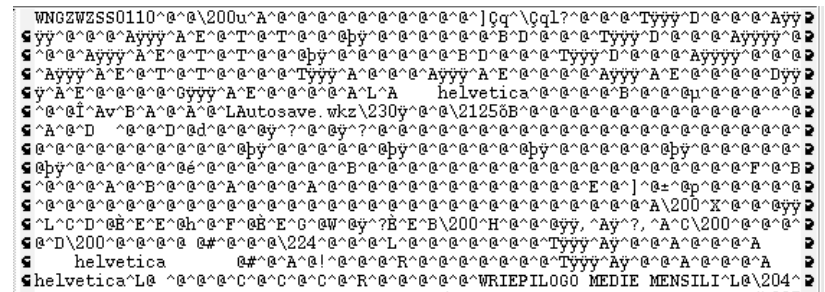 WNGZWZSS0110^@^@\200u^A^@^@^@^@^@^@^@^@^@^@^@^@^@^]Çq^\Çql?^@^@^@^@^Tÿÿÿ^D^@^@^@^@^Aÿÿ
ÿÿ^@^@^@^@^Aÿÿÿ^A^E^@^T^@^T^@^@^@þÿ^@^@^@^@^@^@^@^B^D^@^@^@^@^Tÿÿÿ^D^@^@^@^@^Aÿÿÿÿ^@
^@^@^@^Aÿÿÿ^A^E^@^T^@^T^@^@^@þÿ^@^@^@^@^@^@^@^B^D^@^@^@^@^Tÿÿÿ^D^@^@^@^@^Aÿÿÿÿ^@^@^@^@
^Aÿÿÿ^A^E^@^T^@^T^@^@^@^@^@^Tÿÿÿ^A^@^@^@^@^Aÿÿÿ^A^E^@^@^@^@^@^Aÿÿÿ^A^E^@^@^@^@^@^Dÿÿ
ÿ^A^E^@^@^@^@^@^Gÿÿÿ^A^E^@^@^@^@^@^A^L^A helvetica^@^@^@^@^@^B^@^@^@µ^@^@^@^@^@^@
^@^@Î^Av^B^A^@^A^@^LAutosave.wkz\230ÿ^@^@\2125õB^@^@^@^@^@^@^@^@^@^@^@^@^@^@^^^@
^A^@^D ^@^@^D^@d^@^@^@ÿ^?^@^@ÿ^?^@^@^@^@^@^@^@^@^@^@^@^@^@^@^@^@^@^@^@^@^@^@^@^@
@^@^@^@^@^@^@^@^@^@^@^@þÿ^@^@^@^@^@^@^@þÿ^@^@^@^@^@^@^@þÿ^@^@^@^@^@^@^@þÿ^@^@^@^@^@^@^
@þÿ^@^@^@^@^@^@é^@^@^@^@^@^@^@^B^@^@^@^@^@^@^@^@^@^@^@^@^@^@^@^@^@^@^@^@^@^F^@^B
^@^@^@^A^@^B^@^@^@^A^@^@^@^A^@^@^@^@^@^@^@^@^@^@^@^@^@^@^@^@^E^@^]^@±^@p^@^@^@^@^@
^@^@^@^@^@^@^@^@^@^@^@^@^@^@^@^@^@^@^@^@^@^@^@^@^@^@^@^@^A\200^X^@^@^@ÿÿ
^L^C^D^@È^E^E^@h^@^F^@È^E^G^@W^@ÿ^?È^E^B\200^H^@^@^@ÿÿ,^Aÿ^?,^A^C\200^@^@^@^
@^D\200^@^@^@^@ @#^@^@^@\224^@^@^@^L^@^@^@^@^@^@^@^@^Tÿÿÿ^Aÿ^@^@^A^@^@^@^A
helvetica @#^@^A^@!^@^@^@^@^R^@^@^@^@^@^@^@^@^Tÿÿÿ^Aÿ^@^@^A^@^@^@^A
helvetica^L@ ^@^@^@^C^@^C^@^C^@^R^@^@^@^@^@^WRIEPILOGO MEDIE MENSILI^L@\204^